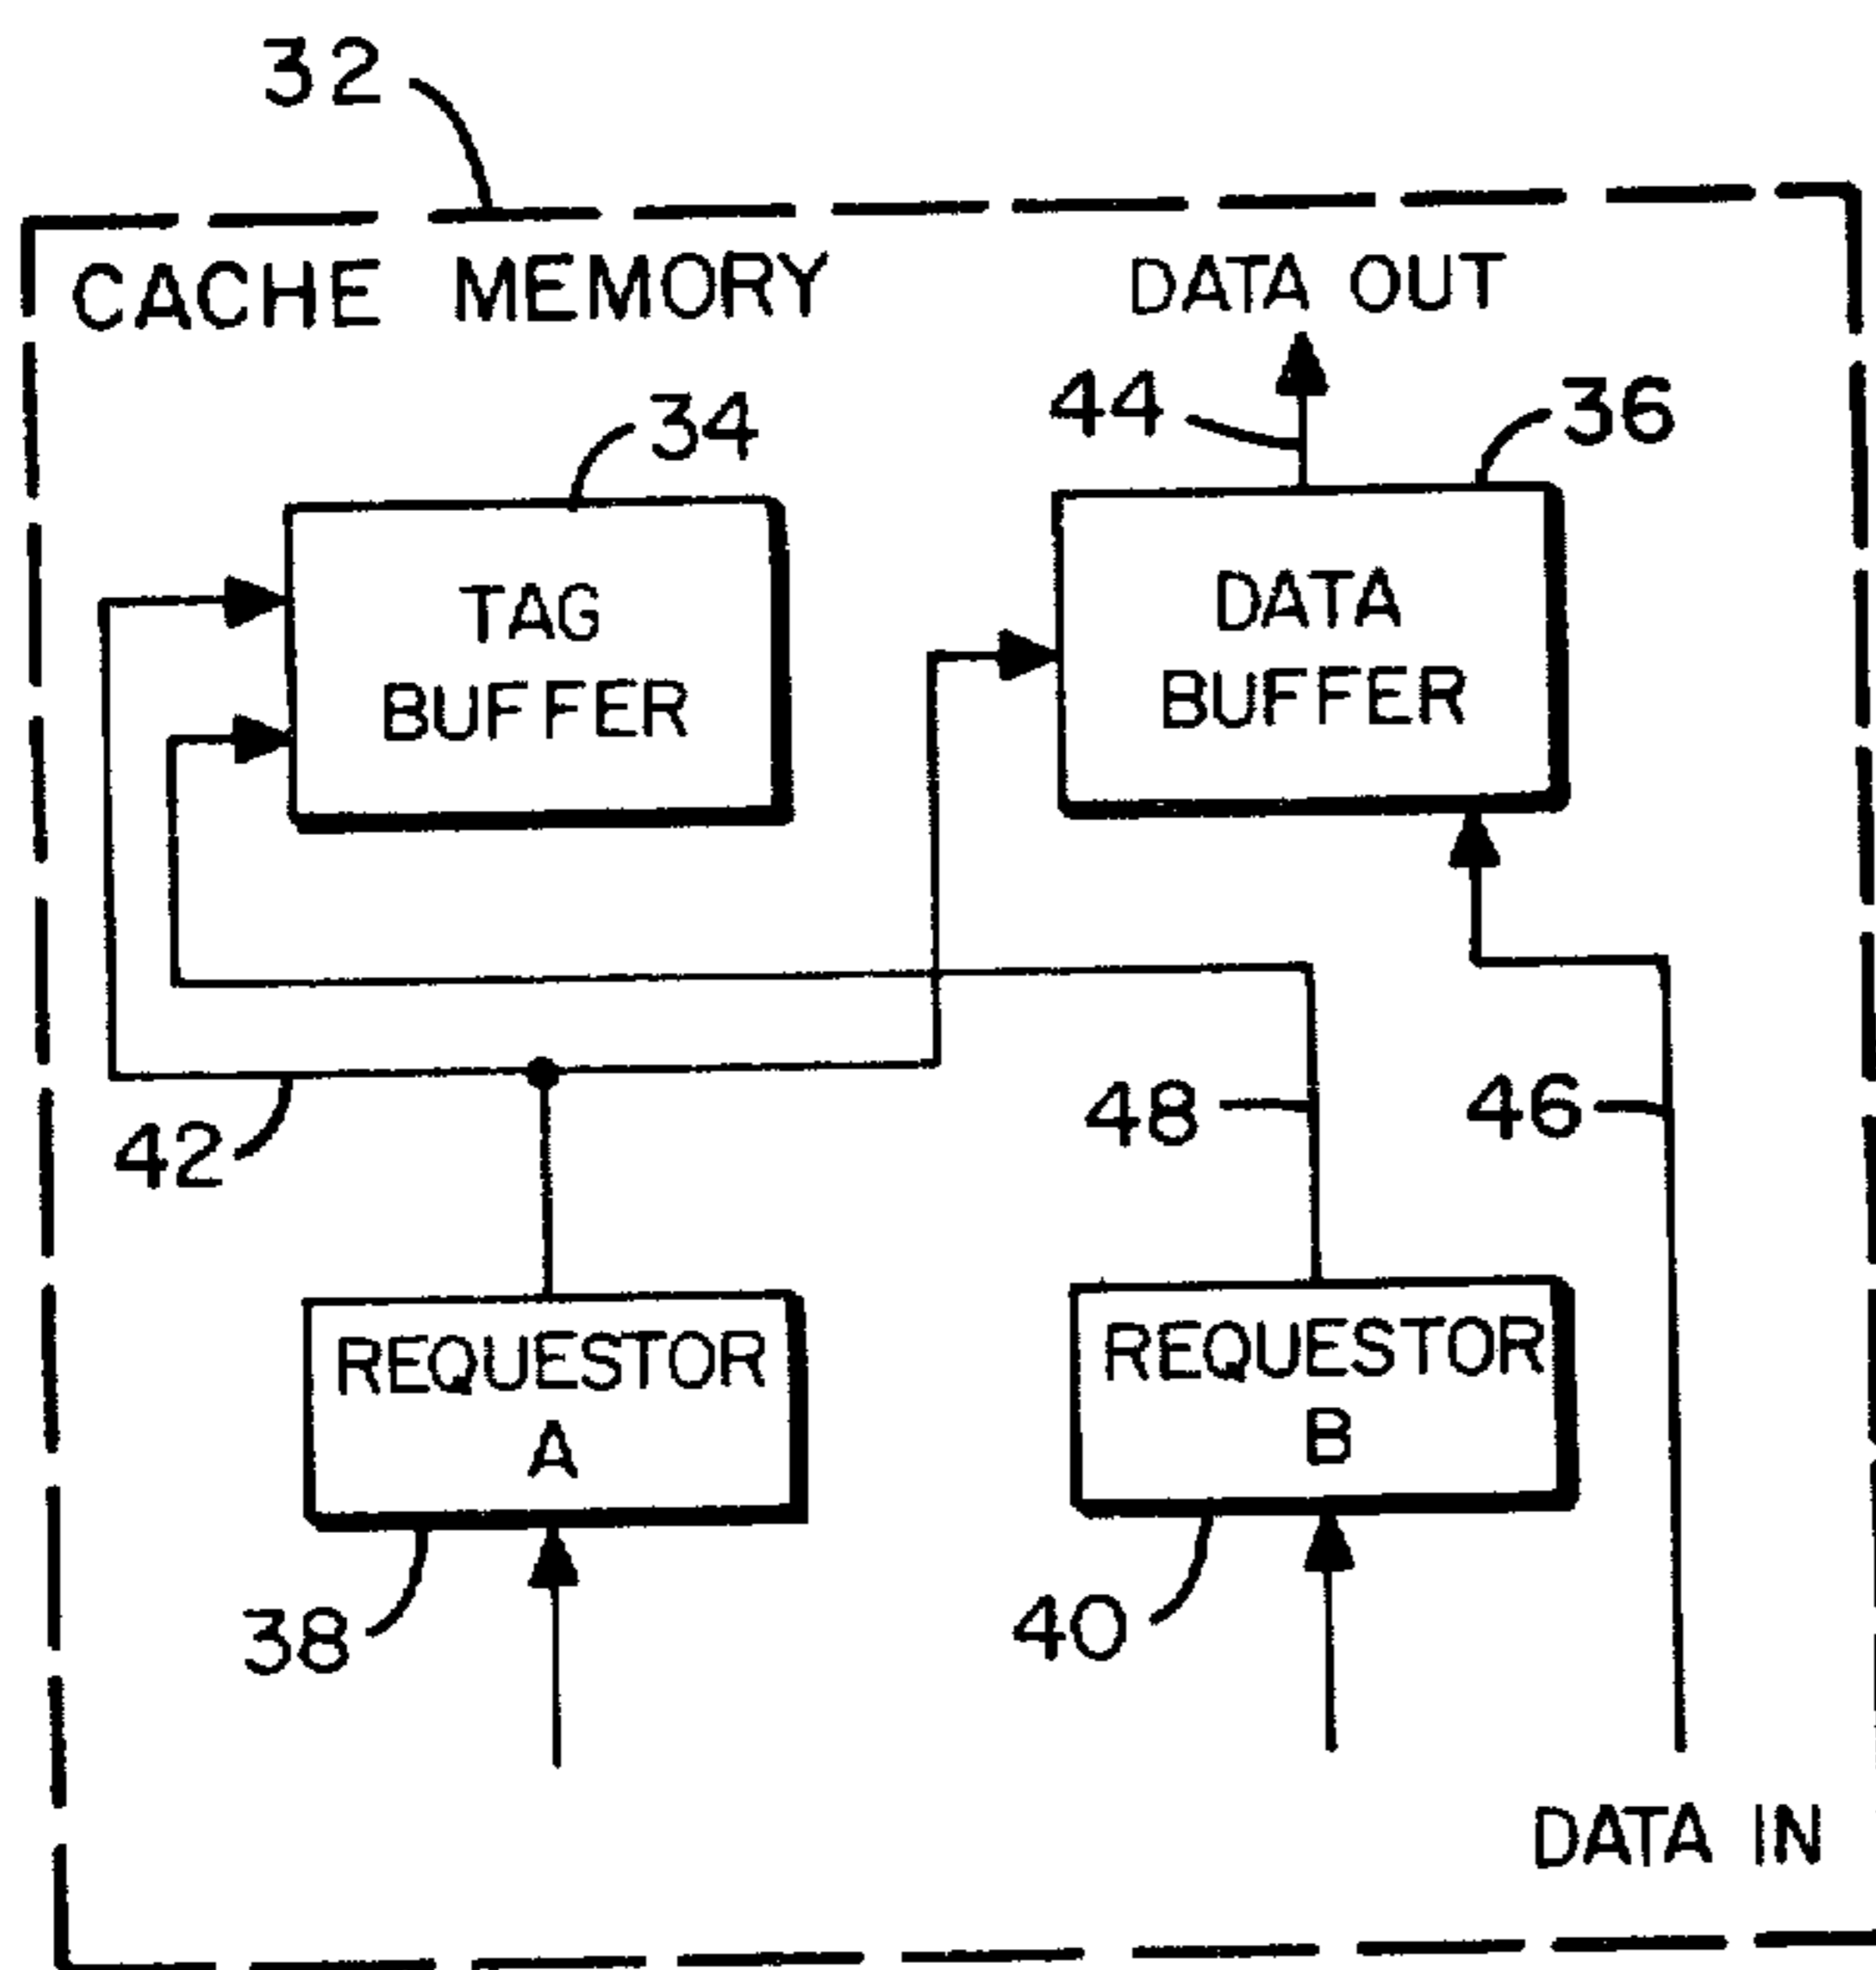 32
CACHE MEMORY
DATA OUT
34
44
36
TAG
BUFFER
DATA
BUFFER
42
48
46
REQUESTOR
A
REQUESTOR
B
38
40
DATA IN